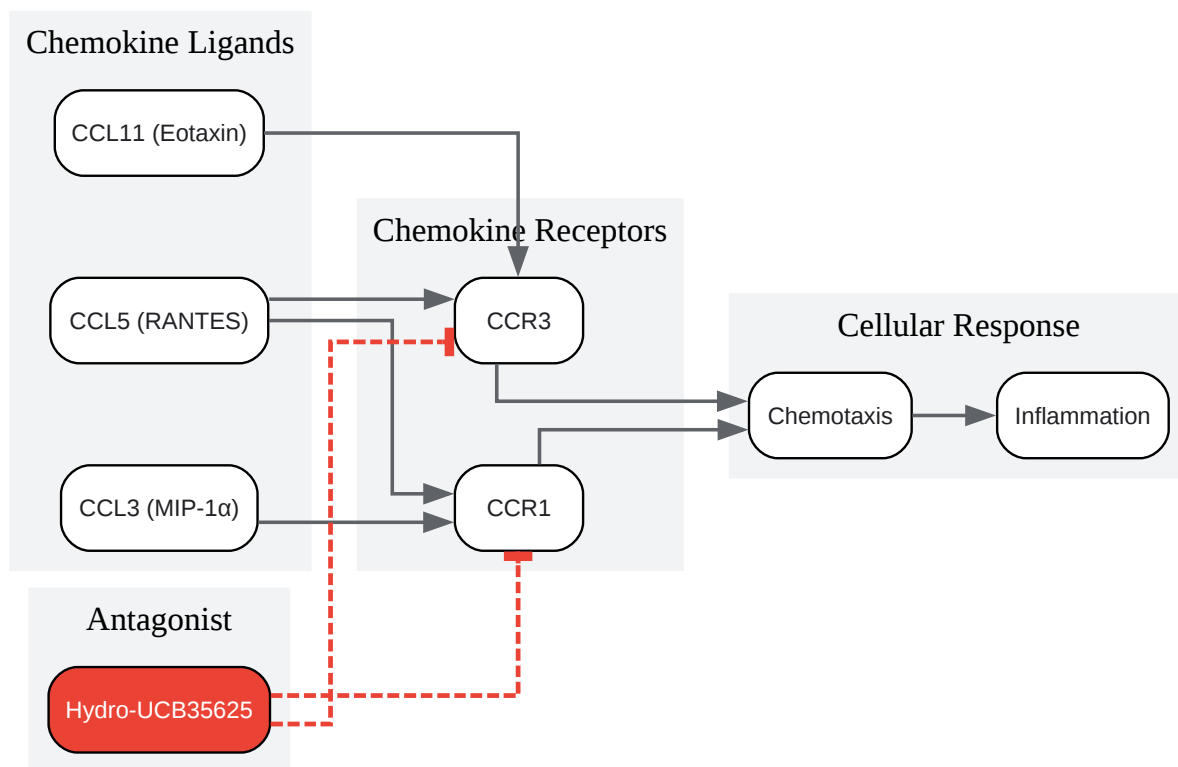 Chemokine Ligands
CCL11 (Eotaxin)
CCL5 (RANTES)
CCL3 (MIP-1α)
Chemokine Receptors
CCR3
CCR1
Cellular Response
Chemotaxis
Inflammation
Antagonist
Hydro-UCB35625